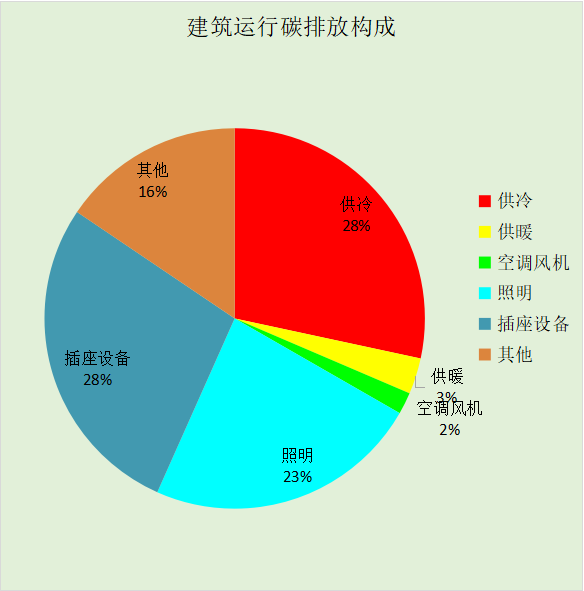 建筑运行碳排放构成
其他
16%
供冷
28%
供冷
供暖
空调风机
照明
插座设备
其他
插座设备
28%
供暖
3%
空调风机
2%
照明
23%